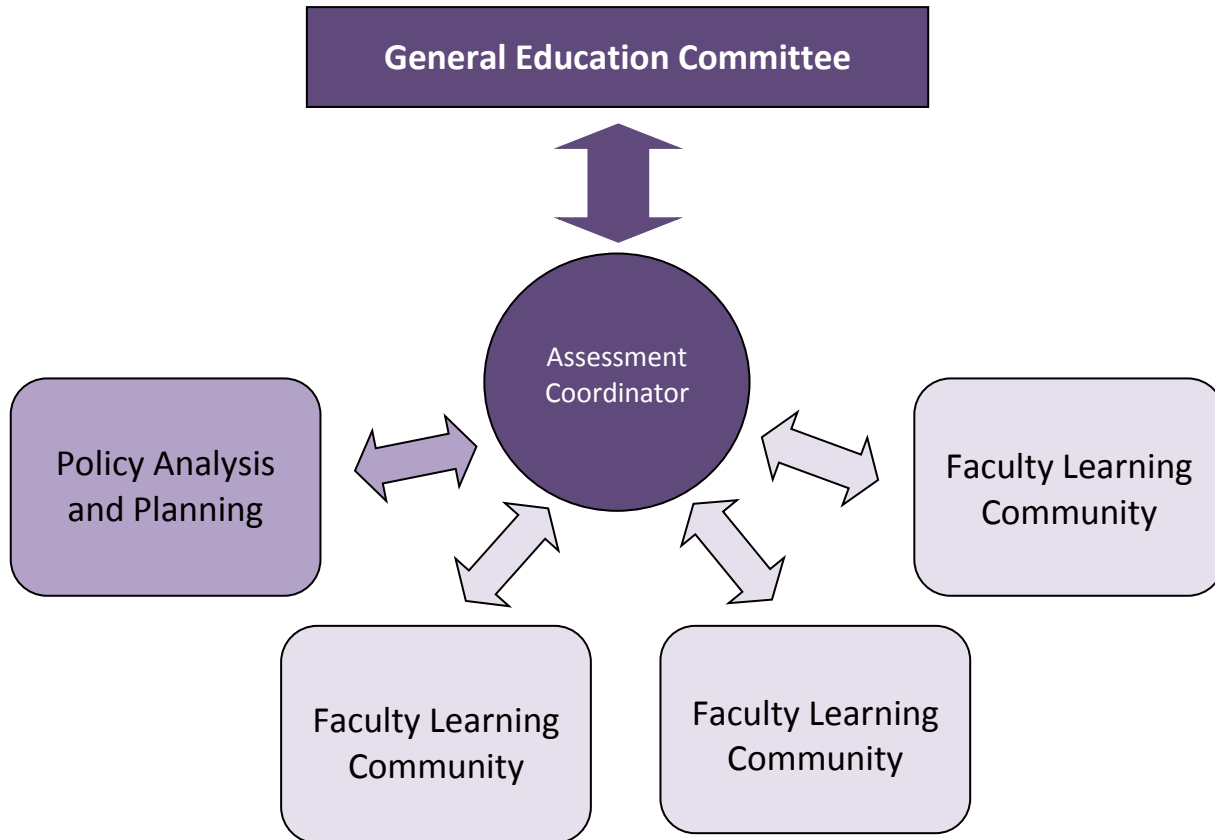 General Education Committee
Assessment
Coordinator
Policy Analysis
and Planning
Faculty Learning
Community
Faculty Learning
Community
Faculty Learning
Community